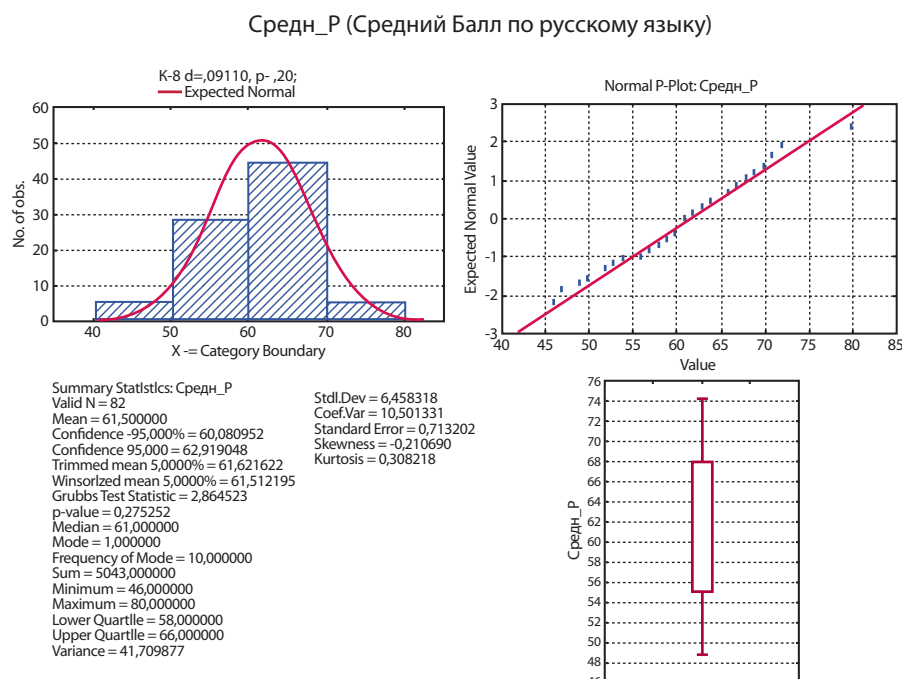 Средн_Р (Средний Балл по русскому языку)
K-8 d=,09110, p- ,20;
Expected Normal
No. of obs.
60
50
40
30
20
10
0
40 50 60 70 80
X -= Category Boundary
Normal P-Plot: Средн_Р
Expected Normal Value
3
2
1
0
-1
-2
-3
40 45 50 55 60 65 70 75 80 85
Value
Summary Statlstlcs: Средн_Р
Valid N = 82
Mean = 61,500000
Confidence -95,000% = 60,080952
Confidence 95,000 = 62,919048
Trimmed mean 5,0000% = 61,621622
Winsorlzed mean 5,0000% = 61,512195
Grubbs Test Statistic = 2,864523
p-value = 0,275252
Median = 61,000000
Mode = 1,000000
Frequency of Mode = 10,000000
Sum = 5043,000000
Minimum = 46,000000
Maximum = 80,000000
Lower Quartlle = 58,000000
Upper Quartlle = 66,000000
Variance = 41,709877
Stdl.Dev = 6,458318
Coef.Var = 10,501331
Standard Error = 0,713202
Skewness = -0,210690
Kurtosis = 0,308218
Средн_Р
76
74
72
70
68
66
64
62
60
58
56
54
52
50
48
46